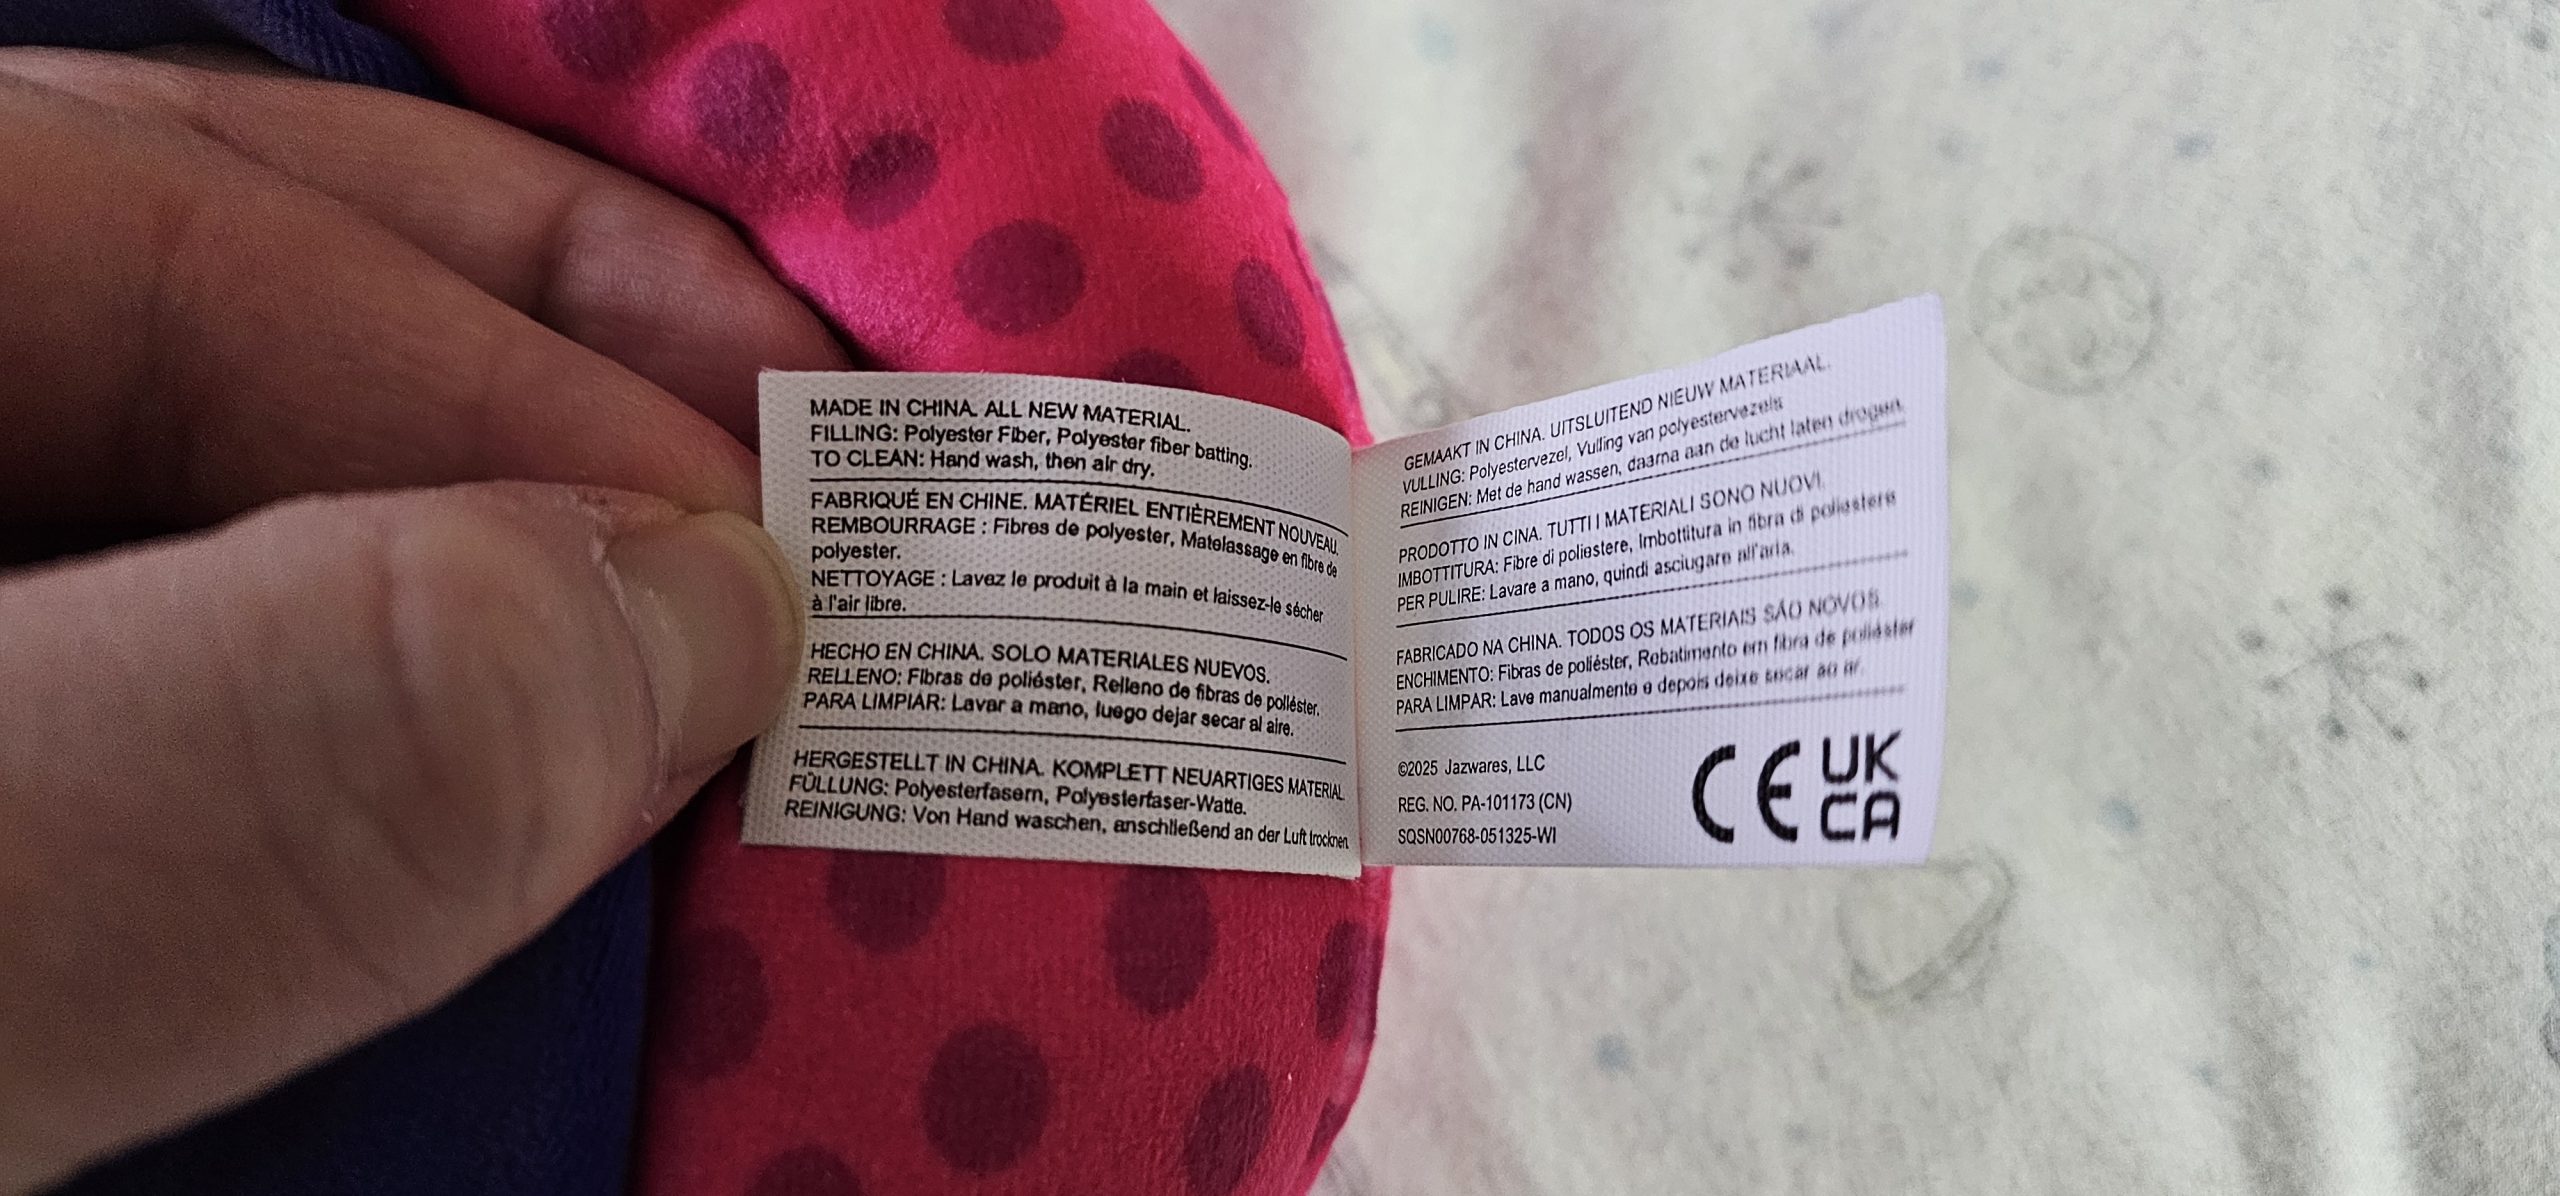 MADE IN CHINA. ALL NEW MATERIAL.
FILLING: Polyester Fiber, Polyester fiber batting.
TO CLEAN: Hand wash, then air dry.
FABRIQUÉ EN CHINE. MATÉRIEL ENTIÈREMENT NOUVEAU.
REMBOURRAGE : Fibres de polyester, Matelassage en fibre de
polyester.
NETTOYAGE : Lavez le produit à la main et laissez-le sécher
à l'air libre.
HECHO EN CHINA. SOLO MATERIALES NUEVOS.
RELLENO: Fibras de poliéster, Relleno de fibras de poliéster.
PARA LIMPIAR: Lavar a mano, luego dejar secar al aire.
HERGESTELLT IN CHINA. KOMPLETT NEUARTIGES MATERIAL
FÜLLUNG: Polyesterfasern, Polyesterfaser-Watte.
REINIGUNG: Von Hand waschen, anschließend an der Luft trocknen
GEMAAKT IN CHINA. UITSLUITEND NIEUW MATERIAAL.
VULLING: Polyestervezel, Vulling van polyestervezels
REINIGEN: Met de hand wassen, daarna aan de lucht laten drogen.
PRODOTTO IN CINA. TUTTI I MATERIALI SONO NUOVI.
IMBOTTITURA: Fibre di poliestere, Imbottitura in fibra di poliestere
PER PULIRE: Lavare a mano, quindi asciugare all'aria.
FABRICADO NA CHINA. TODOS OS MATERIAIS SÃO NOVOS.
ENCHIMENTO: Fibras de poliéster, Rebatimento em fibra de poliéster
PARA LIMPAR: Lave manualmente e depois deixe secar ao ar.
©2025 Jazwares, LLC
REG. NO. PA-101173 (CN)
SQSN00768-051325-WI
CE
UK
CA